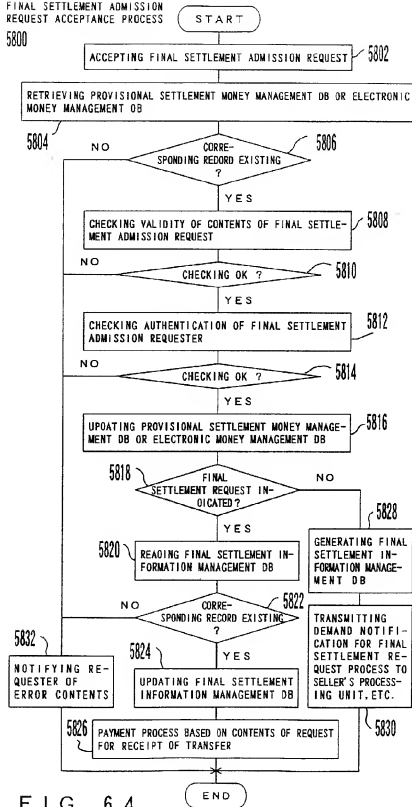 FINAL SETTLEMENT ADMISSION
REQUEST ACCEPTANCE PROCESS
5800
START
ACCEPTING FINAL SETTLEMENT ADMISSION REQUEST
5802
RETRIEVING PROVISIONAL SETTLEMENT MONEY MANAGEMENT DB OR ELECTRONIC
MONEY MANAGEMENT DB
5804
5806
NO
CORRE-
SPONDING RECORD EXISTING
?
YES
5808
CHECKING VALIDITY OF CONTENTS OF FINAL SETTLE-
MENT ADMISSION REQUEST
NO
CHECKING OK ?
5810
YES
5812
CHECKING AUTHENTICATION OF FINAL SETTLEMENT
ADMISSION REQUESTER
NO
CHECKING OK ?
5814
YES
5816
UPDATING PROVISIONAL SETTLEMENT MONEY MANAGE-
MENT DB OR ELECTRONIC MONEY MANAGEMENT DB
5818
FINAL
SETTLEMENT REQUEST IN-
DICATED?
NO
YES
5828
5820
READING FINAL SETTLEMENT IN-
FORMATION MANAGEMENT DB
GENERATING FINAL
SETTLEMENT IN-
FORMATION MANAGE-
MENT DB
NO
CORRE-
SPONDING RECORD EXISTING
?
5822
5832
5824
YES
TRANSMITTING
DEMAND NOTIFI-
CATION FOR FINAL
SETTLEMENT RE-
QUEST PROCESS TO
SELLER'S PROCESS-
ING UNIT, ETC.
5830
NOTIFYING RE-
QUESTER OF
ERROR CONTENTS
UPDATING FINAL SETTLEMENT
INFORMATION MANAGEMENT DB
5826
PAYMENT PROCESS BASED ON CONTENTS OF REQUEST
FOR RECEIPT OF TRANSFER
END
FIG. 64